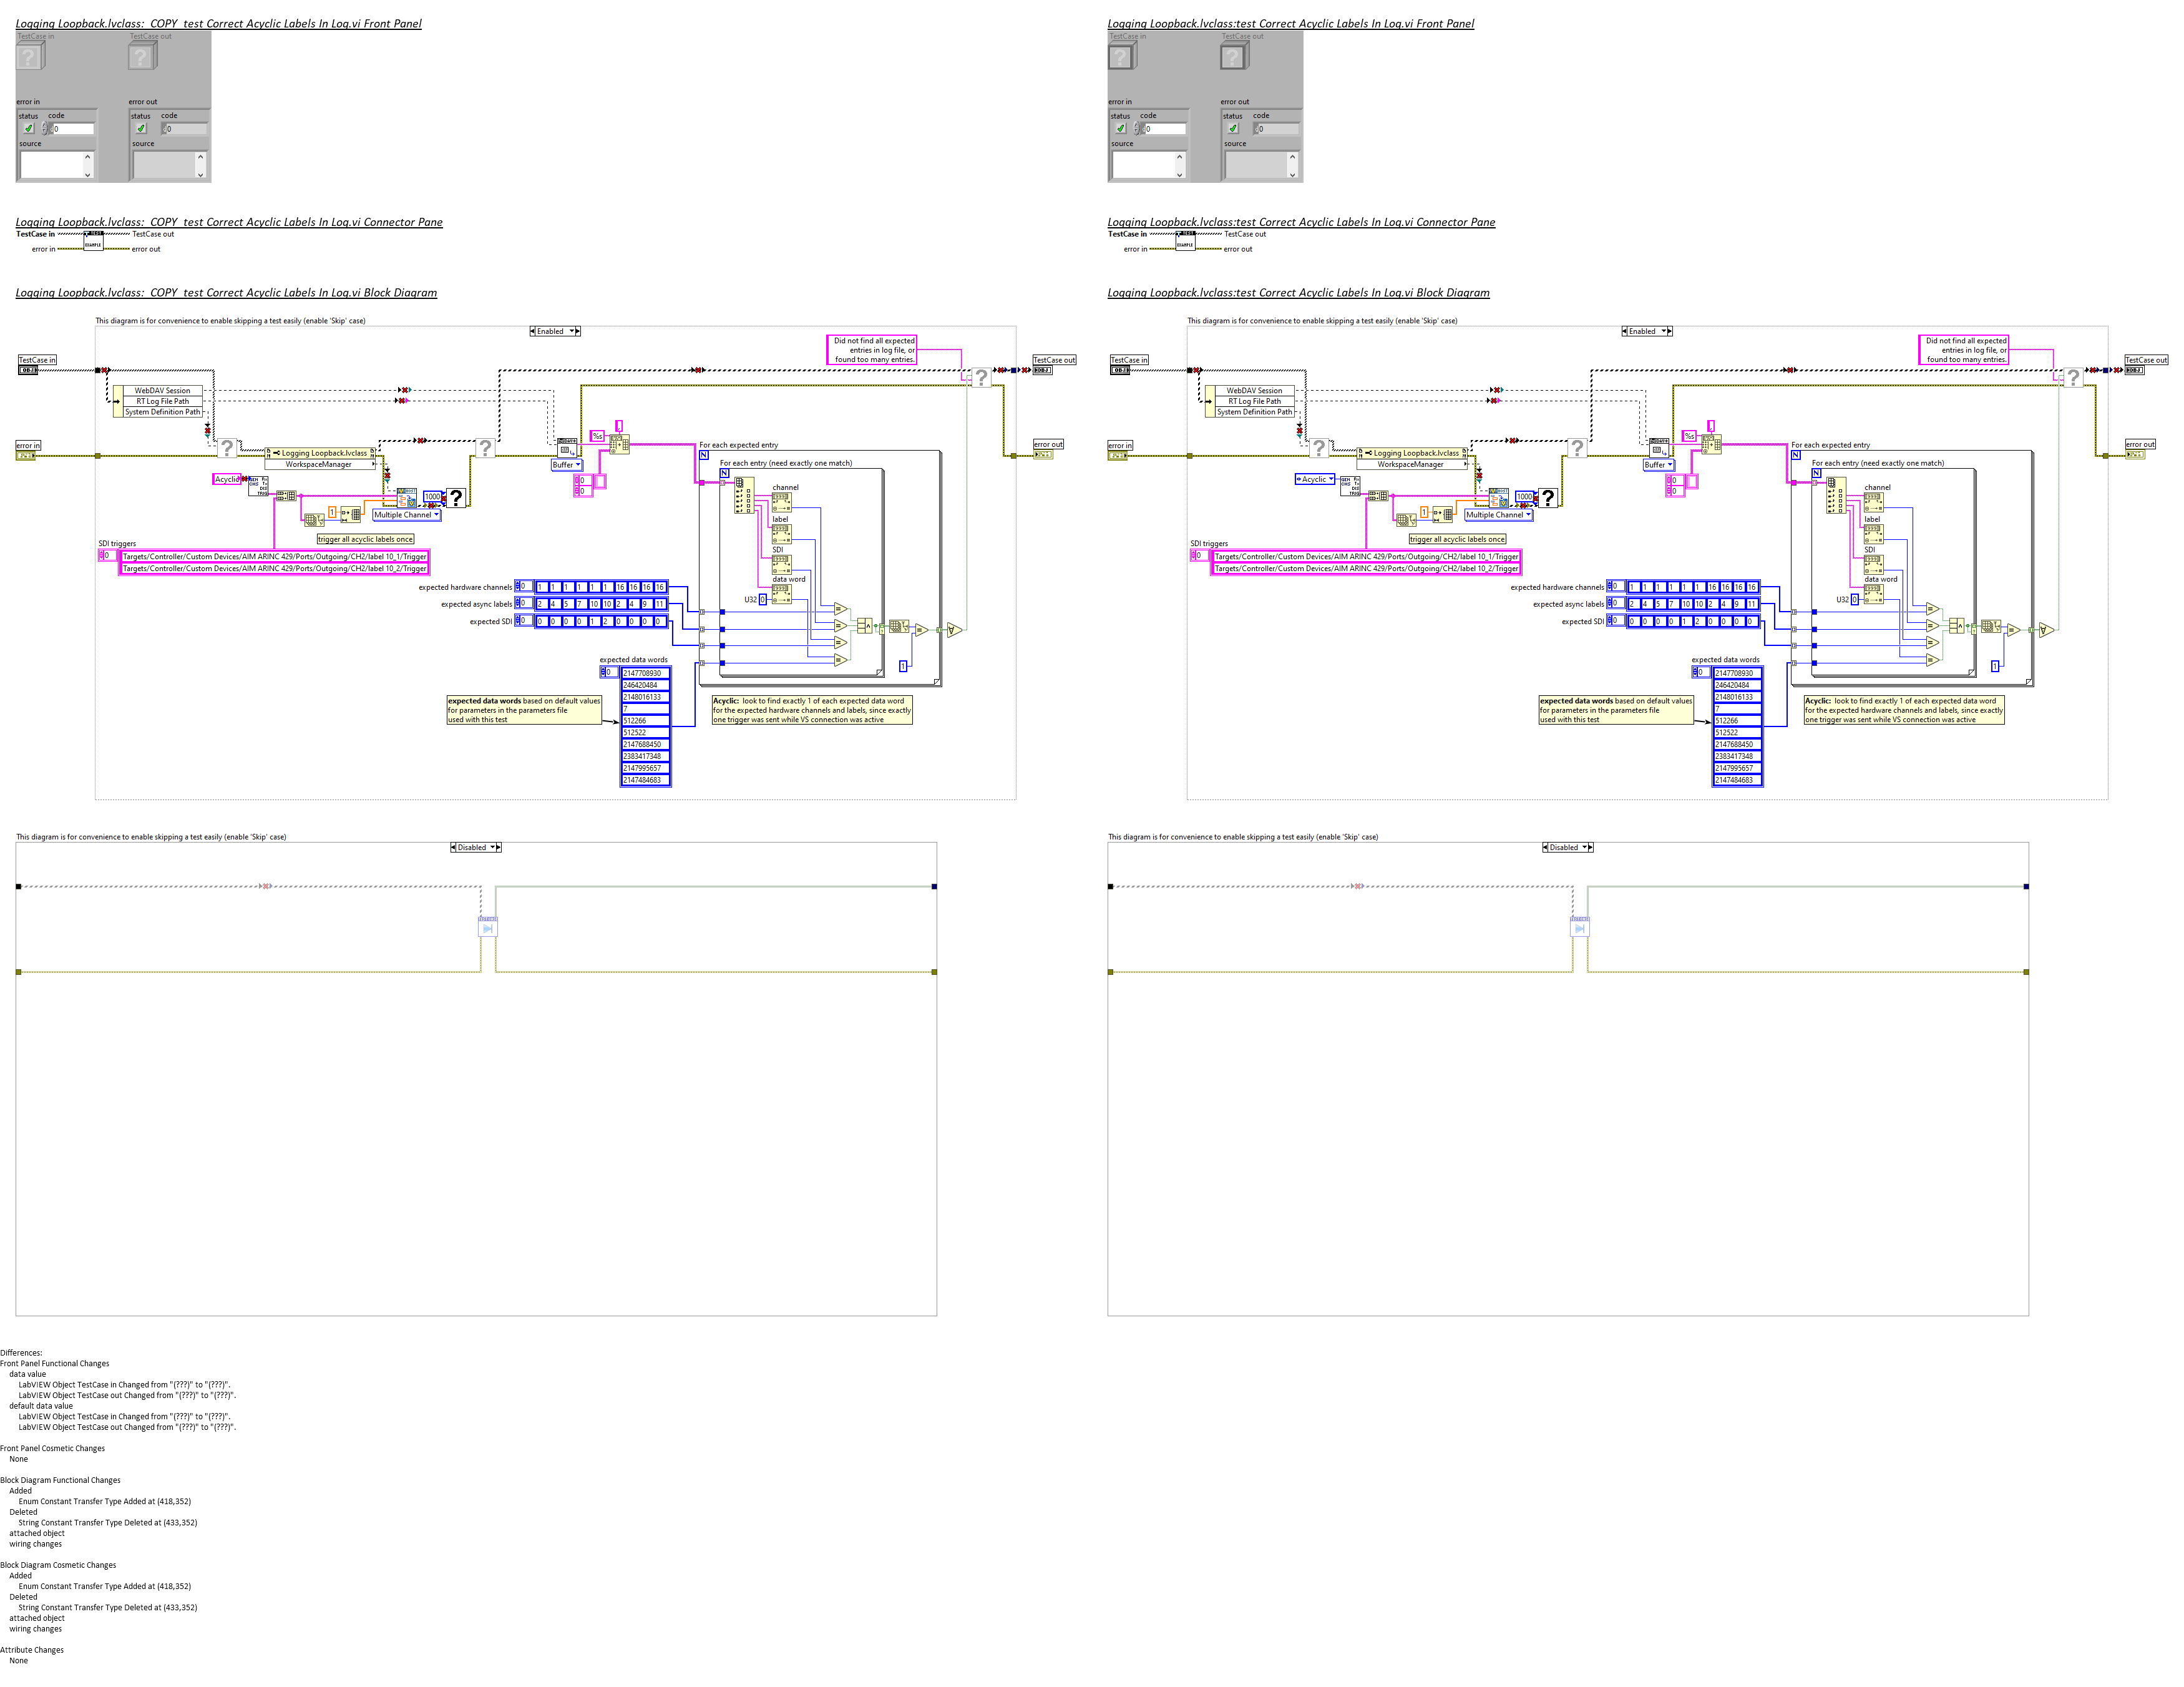 Logging Loopback.lvclass:_COPY_test Correct Acyclic Labels In Log.vi Front Panel
TestCase in
TestCase out
error in
error out
status
code
status
code
0
0
source
source
Logging Loopback.lvclass:_COPY_test Correct Acyclic Labels In Log.vi Connector Pane
TestCase in
TestCase out
error in
error out
Logging Loopback.lvclass:_COPY_test Correct Acyclic Labels In Log.vi Block Diagram
This diagram is for convenience to enable skipping a test easily (enable 'Skip' case)
Enabled
Did not find all expected
entries in log file, or
found too many entries.
TestCase in
TestCase out
WebDAV Session
RT Log File Path
System Definition Path
error in
error out
Logging Loopback.lvclass
WorkspaceManager
%s
,
Buffer
0
0
For each expected entry
N
For each entry (need exactly one match)
N
Acyclic
1000
1
Multiple Channel
trigger all acyclic labels once
channel
label
SDI
data word
U32
0
SDI triggers
0
Targets/Controller/Custom Devices/AIM ARINC 429/Ports/Outgoing/CH2/label 10_1/Trigger
Targets/Controller/Custom Devices/AIM ARINC 429/Ports/Outgoing/CH2/label 10_2/Trigger
expected hardware channels 0 1 1 1 1 1 1 16 16 16 16
expected async labels 0 2 4 5 7 10 10 2 4 9 11
expected SDI 0 0 0 0 0 1 2 0 0 0 0
1
expected data words
0
2147708930
246420484
2148016133
7
512266
512522
2147688450
2383417348
2147995657
2147484683
expected data words based on default values
for parameters in the parameters file
used with this test
Acyclic: look to find exactly 1 of each expected data word
for the expected hardware channels and labels, since exactly
one trigger was sent while VS connection was active
This diagram is for convenience to enable skipping a test easily (enable 'Skip' case)
Disabled
Logging Loopback.lvclass:test Correct Acyclic Labels In Log.vi Front Panel
TestCase in
TestCase out
error in
error out
status
code
status
code
0
0
source
source
Logging Loopback.lvclass:test Correct Acyclic Labels In Log.vi Connector Pane
TestCase in
TestCase out
error in
error out
Logging Loopback.lvclass:test Correct Acyclic Labels In Log.vi Block Diagram
This diagram is for convenience to enable skipping a test easily (enable 'Skip' case)
Enabled
Did not find all expected
entries in log file, or
found too many entries.
TestCase in
TestCase out
WebDAV Session
RT Log File Path
System Definition Path
error in
error out
Logging Loopback.lvclass
WorkspaceManager
%s
,
Buffer
0
0
For each expected entry
N
For each entry (need exactly one match)
N
Acyclic
1000
1
Multiple Channel
trigger all acyclic labels once
channel
label
SDI
data word
U32
0
SDI triggers
0
Targets/Controller/Custom Devices/AIM ARINC 429/Ports/Outgoing/CH2/label 10_1/Trigger
Targets/Controller/Custom Devices/AIM ARINC 429/Ports/Outgoing/CH2/label 10_2/Trigger
expected hardware channels 0 1 1 1 1 1 1 16 16 16 16
expected async labels 0 2 4 5 7 10 10 2 4 9 11
expected SDI 0 0 0 0 0 1 2 0 0 0 0
1
expected data words
0
2147708930
246420484
2148016133
7
512266
512522
2147688450
2383417348
2147995657
2147484683
expected data words based on default values
for parameters in the parameters file
used with this test
Acyclic: look to find exactly 1 of each expected data word
for the expected hardware channels and labels, since exactly
one trigger was sent while VS connection was active
This diagram is for convenience to enable skipping a test easily (enable 'Skip' case)
Disabled
Differences:
Front Panel Functional Changes
data value
LabVIEW Object TestCase in Changed from "(???)" to "(???)".
LabVIEW Object TestCase out Changed from "(???)" to "(???)".
default data value
LabVIEW Object TestCase in Changed from "(???)" to "(???)".
LabVIEW Object TestCase out Changed from "(???)" to "(???)".
Front Panel Cosmetic Changes
None
Block Diagram Functional Changes
Added
Enum Constant Transfer Type Added at (418,352)
Deleted
String Constant Transfer Type Deleted at (433,352)
attached object
wiring changes
Block Diagram Cosmetic Changes
Added
Enum Constant Transfer Type Added at (418,352)
Deleted
String Constant Transfer Type Deleted at (433,352)
attached object
wiring changes
Attribute Changes
None